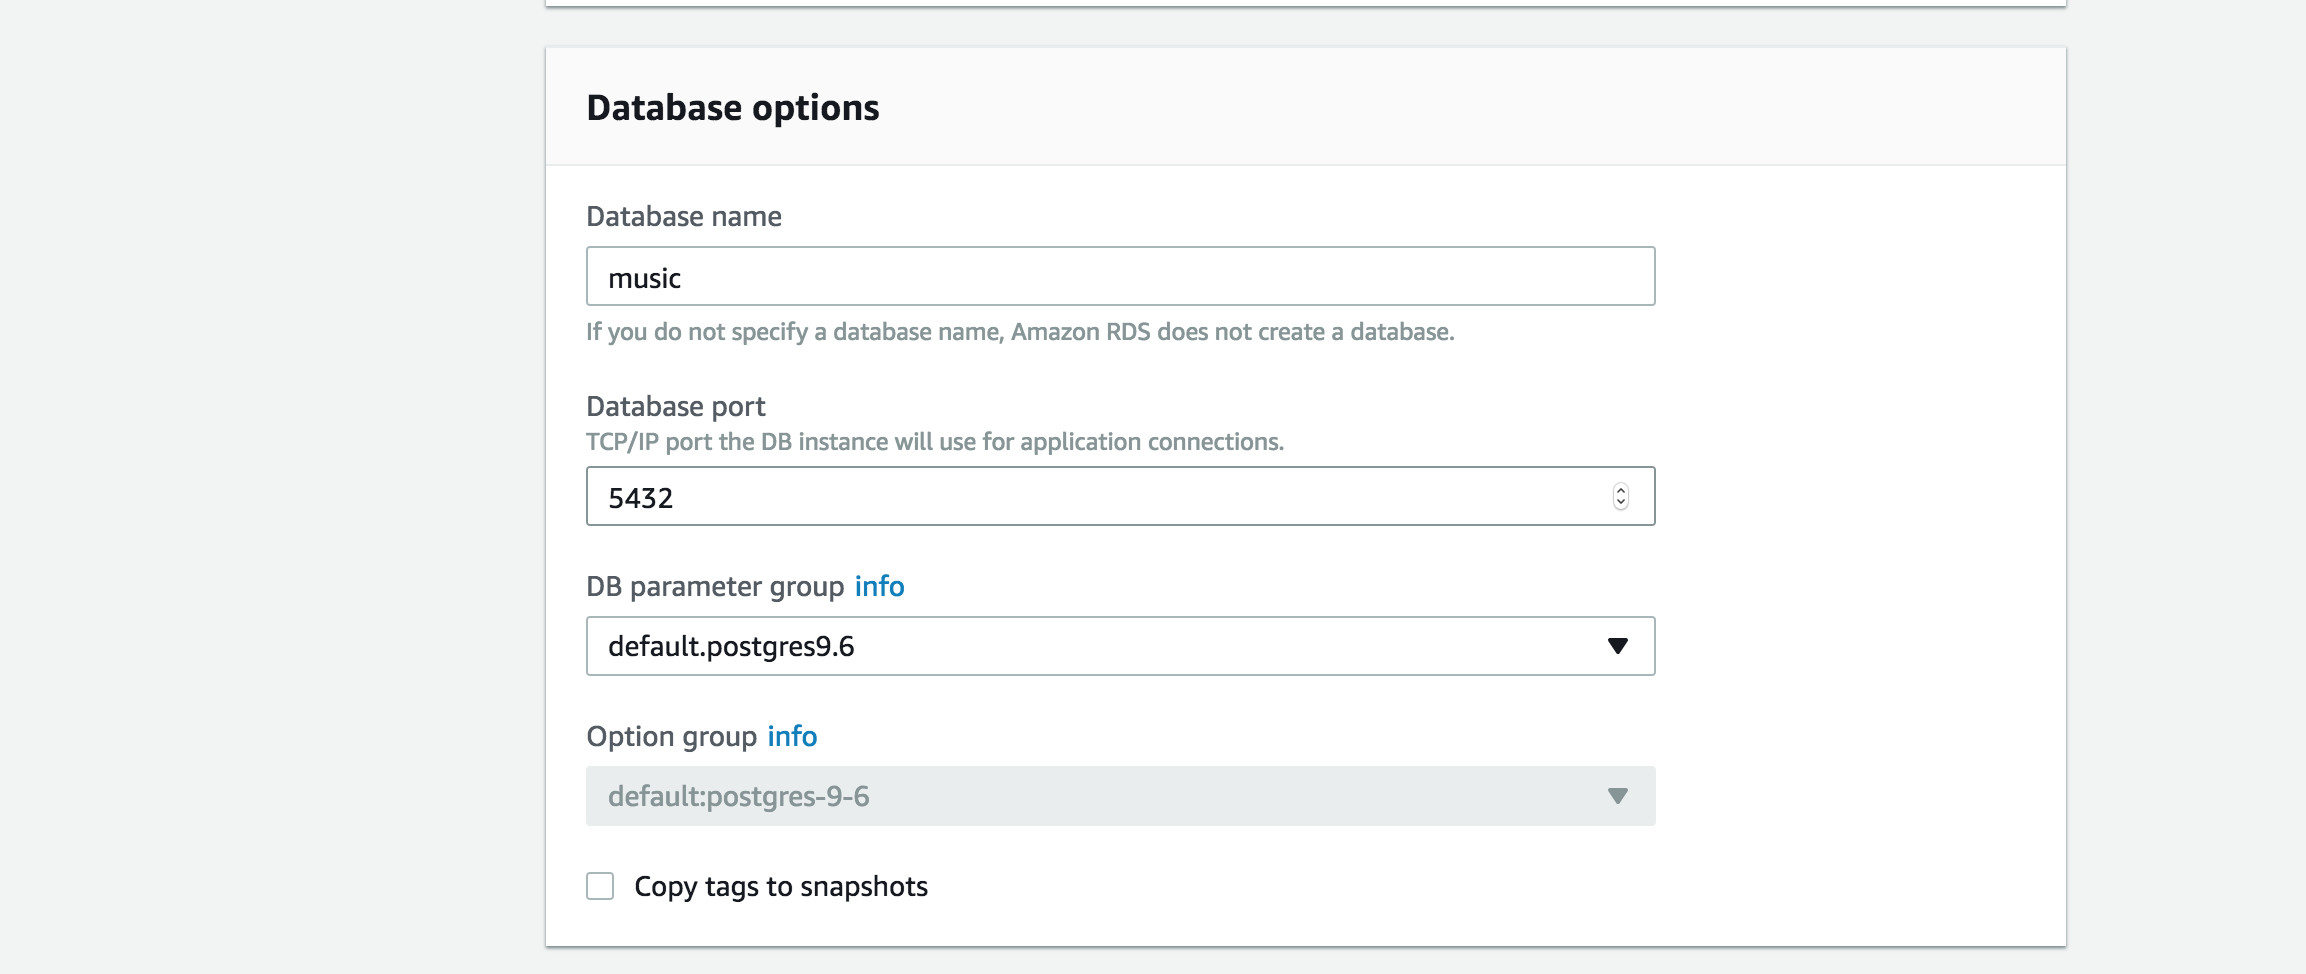 Database options
Database name
music
If you do not specify a database name, Amazon RDS does not create a database.
Database port
TCP/IP port the DB instance will use for application connections.
5432
DB parameter group info
default.postgres9.6
Option group info
default:postgres-9-6
Copy tags to snapshots